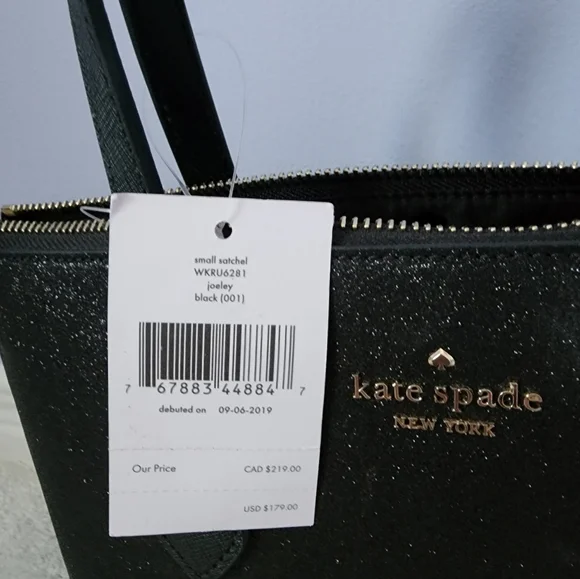 small satchel
WKRU6281
joeley
black (001)
7 67883 44884 7
debuted on 09-06-2019
Our Price CAD $219.00
USD $179.00
kate spade
NEW YORK